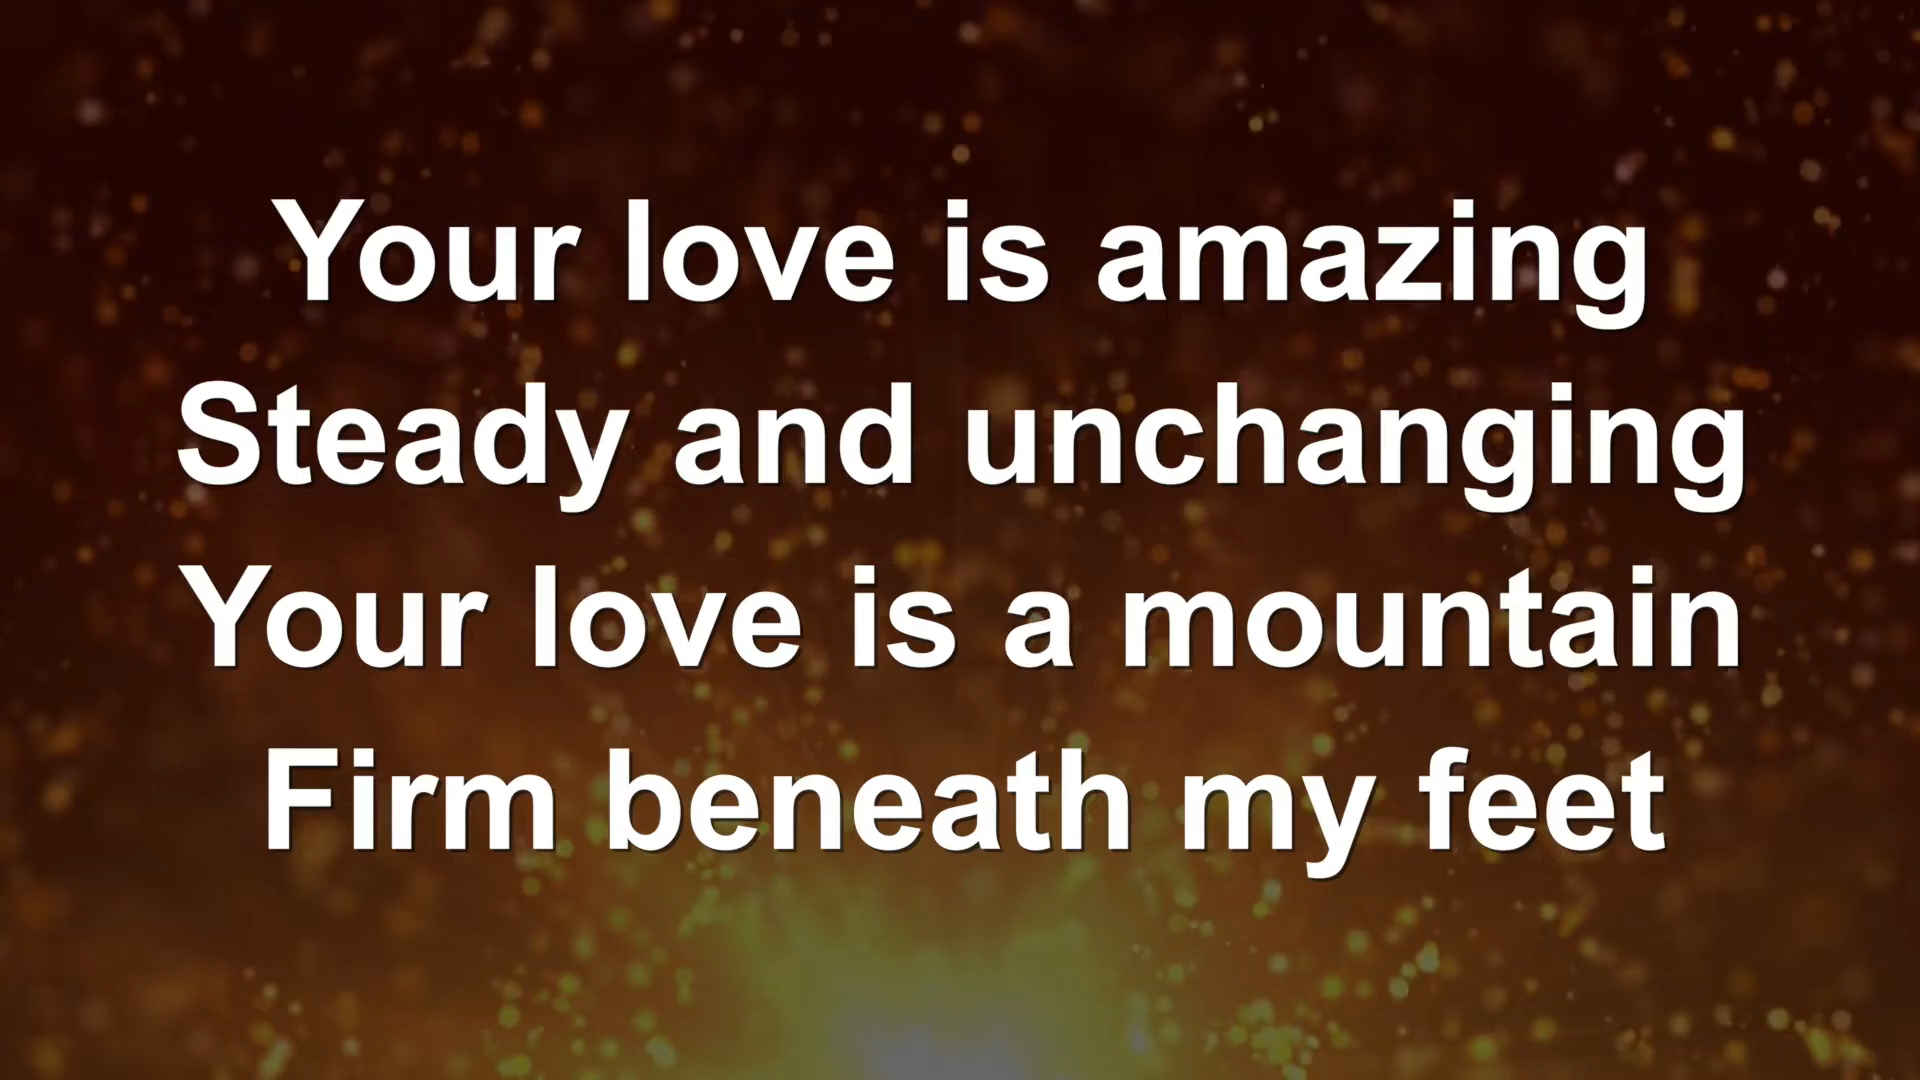 Your love is amazing
Steady and unchanging
Your love is a mountain
Firm beneath my feet